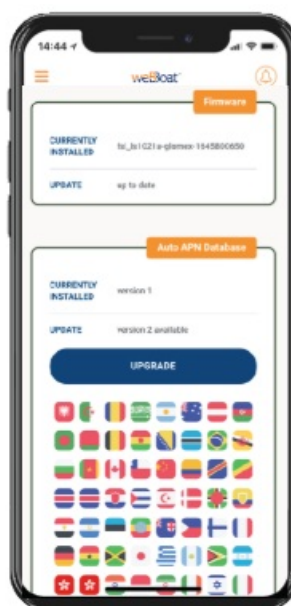 14:44
weBBoat
Firmware
CURRENTLY
INSTALLED
UPDATE
up to date
Auto APN Database
CURRENTLY
INSTALLED
version 1
UPDATE
version 2 available
UPGRADE